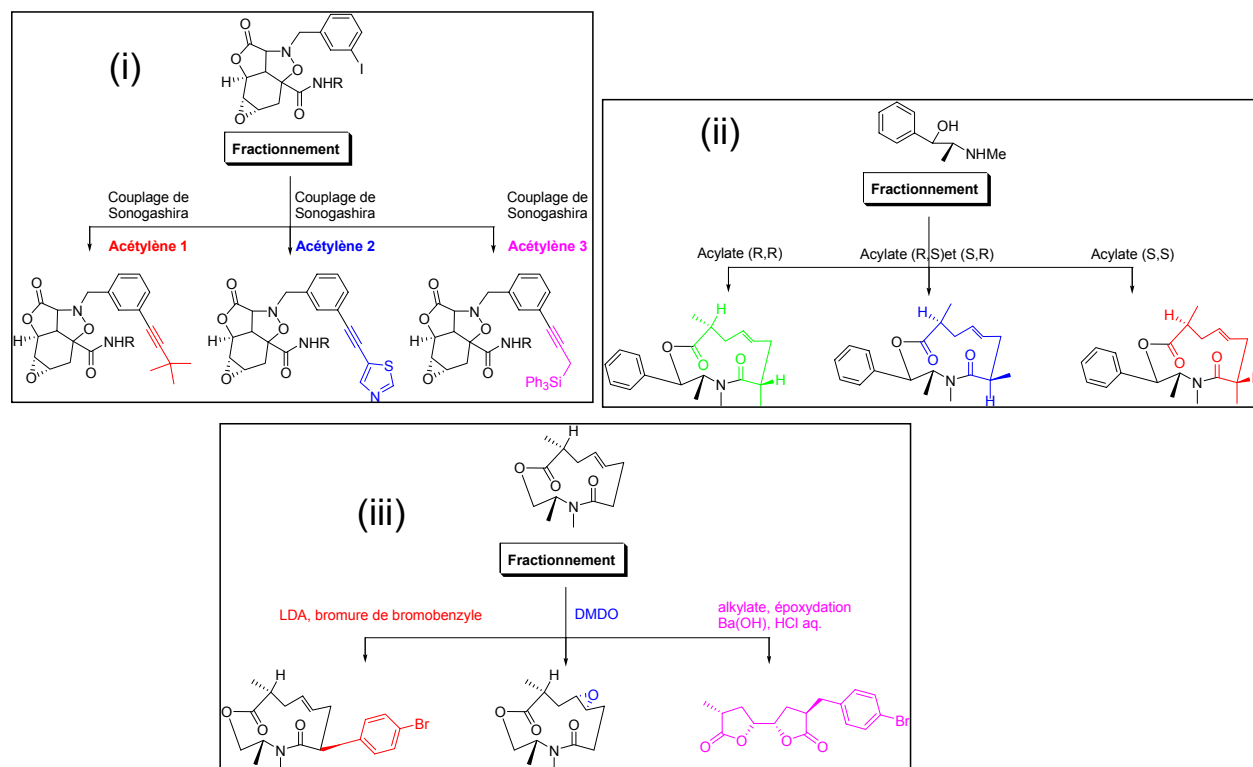 (i)
O
N
I
O
O
H
NHR
O
O
Fractionnement
Couplage de
Sonogashira
Couplage de
Sonogashira
Couplage de
Sonogashira
Acétylène 1
Acétylène 2
Acétylène 3
O
N
O
O
H
NHR
O
O
O
N
O
O
H
NHR
O
O
S
N
O
N
O
O
H
NHR
O
O
Ph3Si
(ii)
OH
NHMe
Fractionnement
Acylate (R,R)
Acylate (R,S)et (S,R)
Acylate (S,S)
H
O
O
O
N
H
H
O
O
O
N
H
H
O
O
O
N
(iii)
H
O
O
O
N
Fractionnement
LDA, bromure de bromobenzyle
DMDO
alkylate, époxydation
Ba(OH), HCl aq.
H
O
O
O
N
Br
H
O
O
O
O
N
O
O
O
O
Br